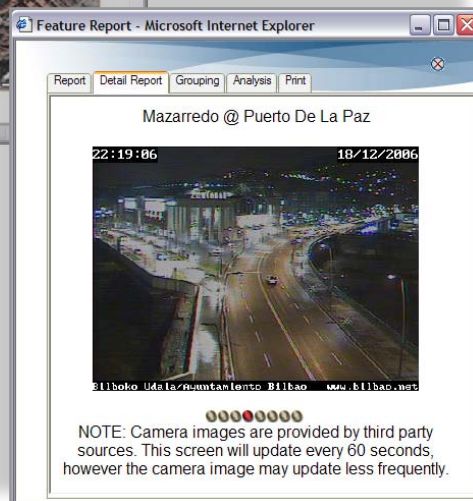 Feature Report - Microsoft Internet Explorer
Report Detail Report Grouping Analysis Print
Mazarredo @ Puerto De La Paz
22:19:06 18/12/2006
Bilboko Udala/Ayuntamiento Bilbao www.bilbao.net
NOTE: Camera images are provided by third party
sources. This screen will update every 60 seconds,
however the camera image may update less frequently.